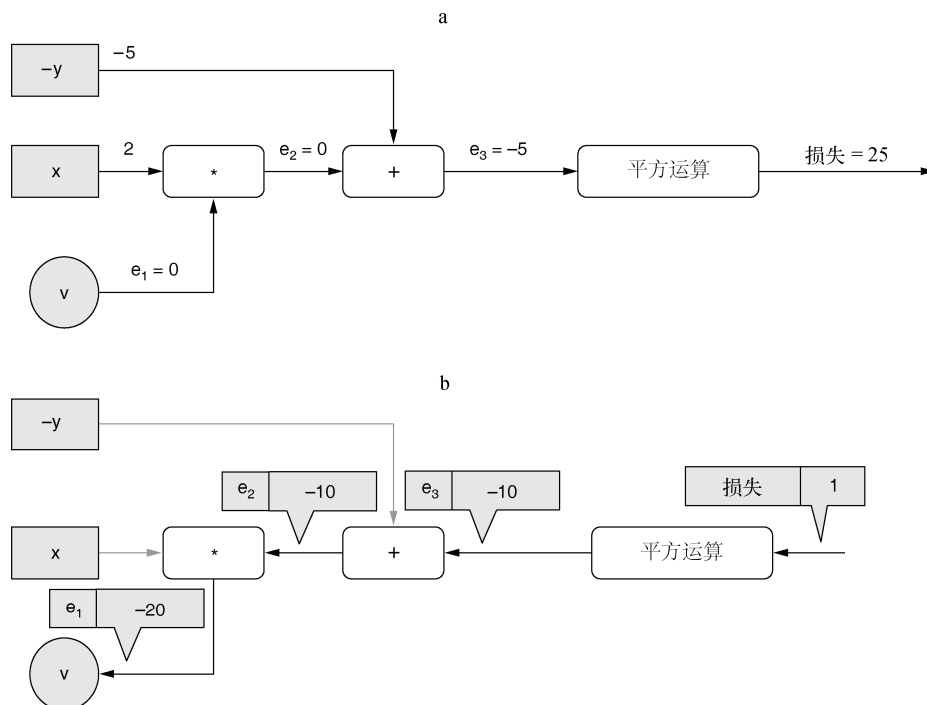 a
–y
–5
x
2
*
e₂ = 0
+
e₃ = –5
平方运算
损失 = 25
v
e₁ = 0
b
–y
e₂ –10
e₃ –10
损失 1
x
*
+
平方运算
e₁ –20
v